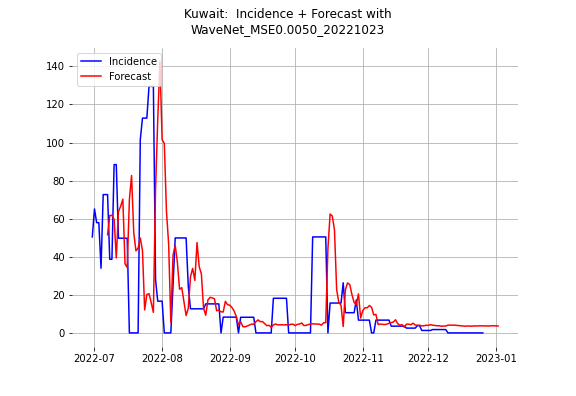 Kuwait:  Incidence + Forecast with
WaveNet_MSE0.0050_20221023
Incidence
Forecast
140
120
100
80
60
40
20
0
2022-07 2022-08 2022-09 2022-10 2022-11 2022-12 2023-01